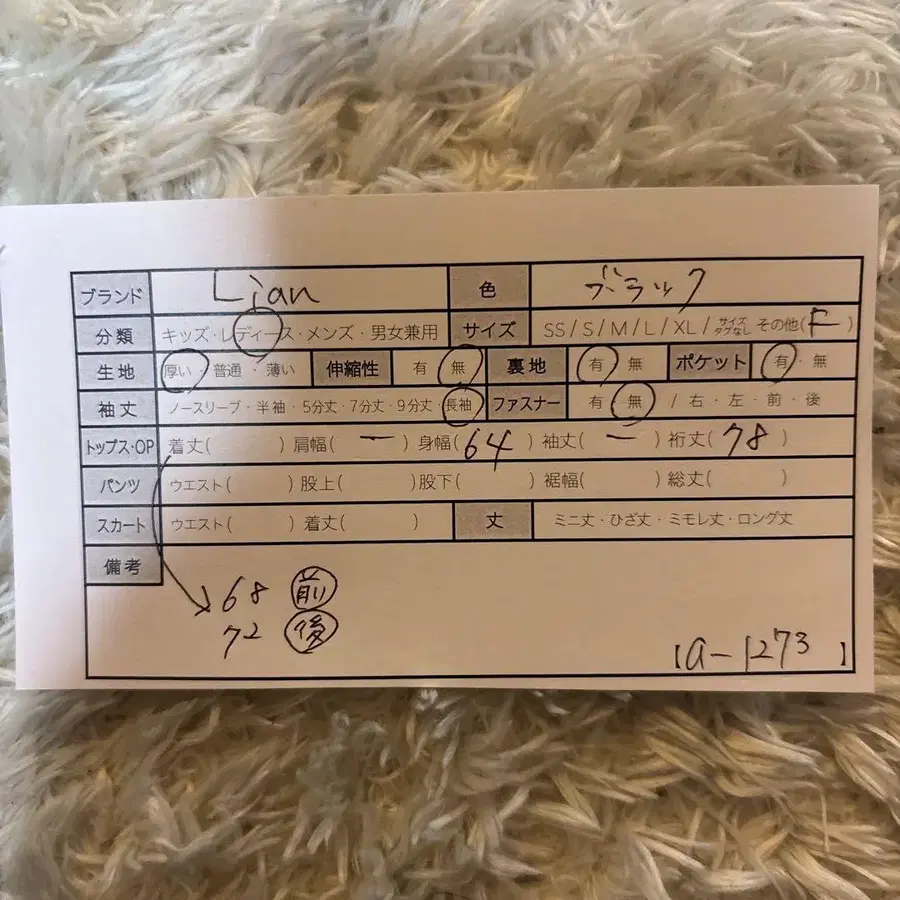 ブランド Lian 色 ブラック
分類 キッズ・レディース・メンズ・男女兼用 サイズ SS / S / M / L / XL / サイズタグなし その他(F)
生地 厚い・普通・薄い 伸縮性 有・無 裏地 有・無 ポケット 有・無
袖丈 ノースリーブ・半袖・5分丈・7分丈・9分丈・長袖 ファスナー 有・無 / 右・左・前・後
トップス・OP 着丈( ) 肩幅( ー ) 身幅( 64 ) 袖丈( ー ) 裄丈( 78 )
パンツ ウエスト( ) 股上( ) 股下( ) 裾幅( ) 総丈( )
スカート ウエスト( ) 着丈( ) 丈 ミニ丈・ひざ丈・ミモレ丈・ロング丈
備考
68 前
72 後
【a-1273 】